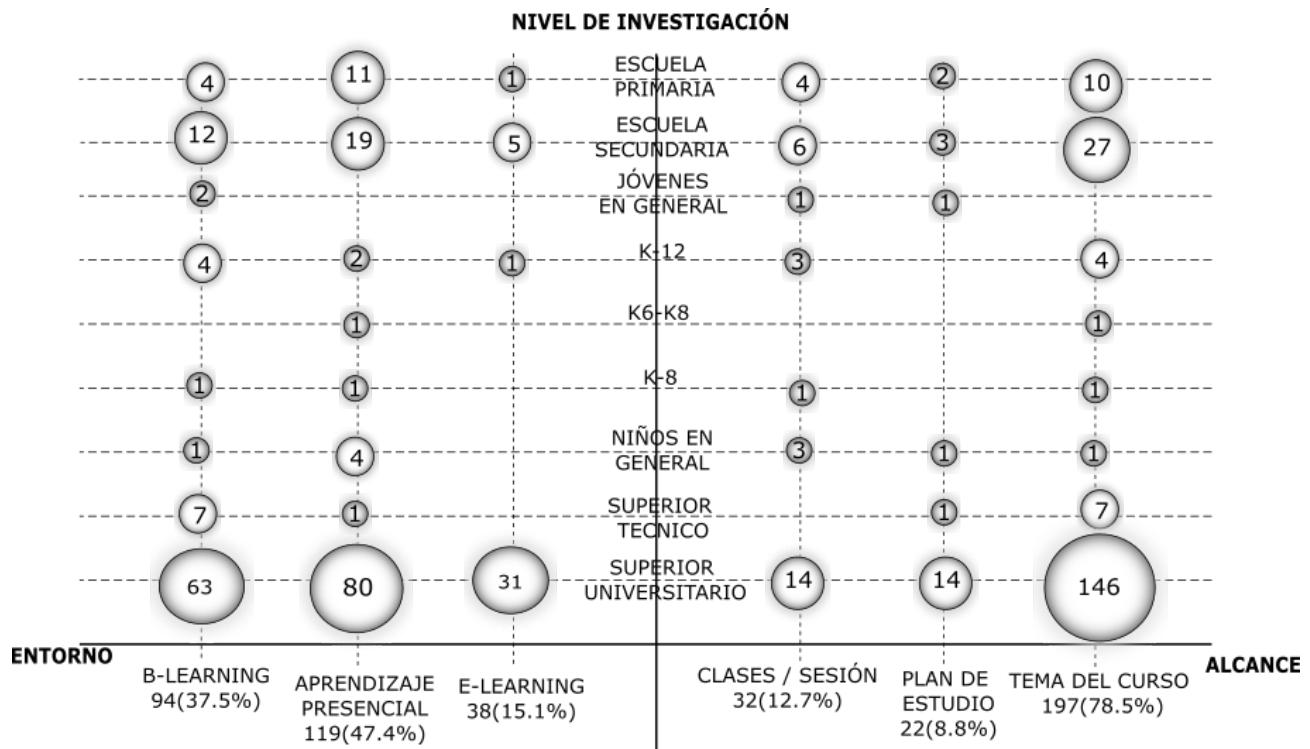 NIVEL DE INVESTIGACIÓN
ESCUELA
PRIMARIA
4 11 1 4 2 10
ESCUELA
SECUNDARIA
12 19 5 6 3 27
JÓVENES
EN GENERAL
2 1 1
K-12
4 2 1 3 4
K6-K8
1 1
K-8
1 1 1 1
NIÑOS EN
GENERAL
1 4 3 1 1
SUPERIOR
TECNICO
7 1 1 7
SUPERIOR
UNIVERSITARIO
63 80 31 14 14 146
ENTORNO
ALCANCE
B-LEARNING
94(37.5%)
APRENDIZAJE
PRESENCIAL
119(47.4%)
E-LEARNING
38(15.1%)
CLASES / SESIÓN
32(12.7%)
PLAN DE
ESTUDIO
22(8.8%)
TEMA DEL CURSO
197(78.5%)